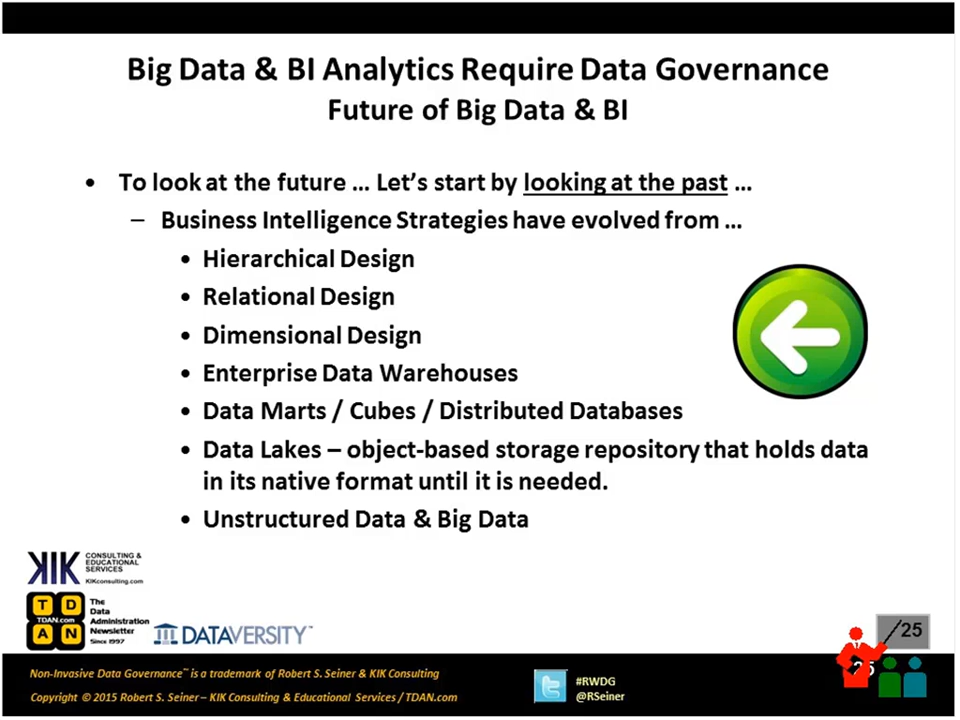 Big Data & BI Analytics Require Data Governance
Future of Big Data & BI
• To look at the future … Let's start by looking at the past …
– Business Intelligence Strategies have evolved from …
• Hierarchical Design
• Relational Design
• Dimensional Design
• Enterprise Data Warehouses
• Data Marts / Cubes / Distributed Databases
• Data Lakes – object-based storage repository that holds data
in its native format until it is needed.
• Unstructured Data & Big Data
KIK
CONSULTING &
EDUCATIONAL
SERVICES
KIKconsulting.com
T D
TDAN.com
A N
The
Data
Administration
Newsletter
Since 1997
DATAVERSITY™
/25
Non-Invasive Data Governance™ is a trademark of Robert S. Seiner & KIK Consulting
Copyright © 2015 Robert S. Seiner – KIK Consulting & Educational Services / TDAN.com
#RWDG
@RSeiner